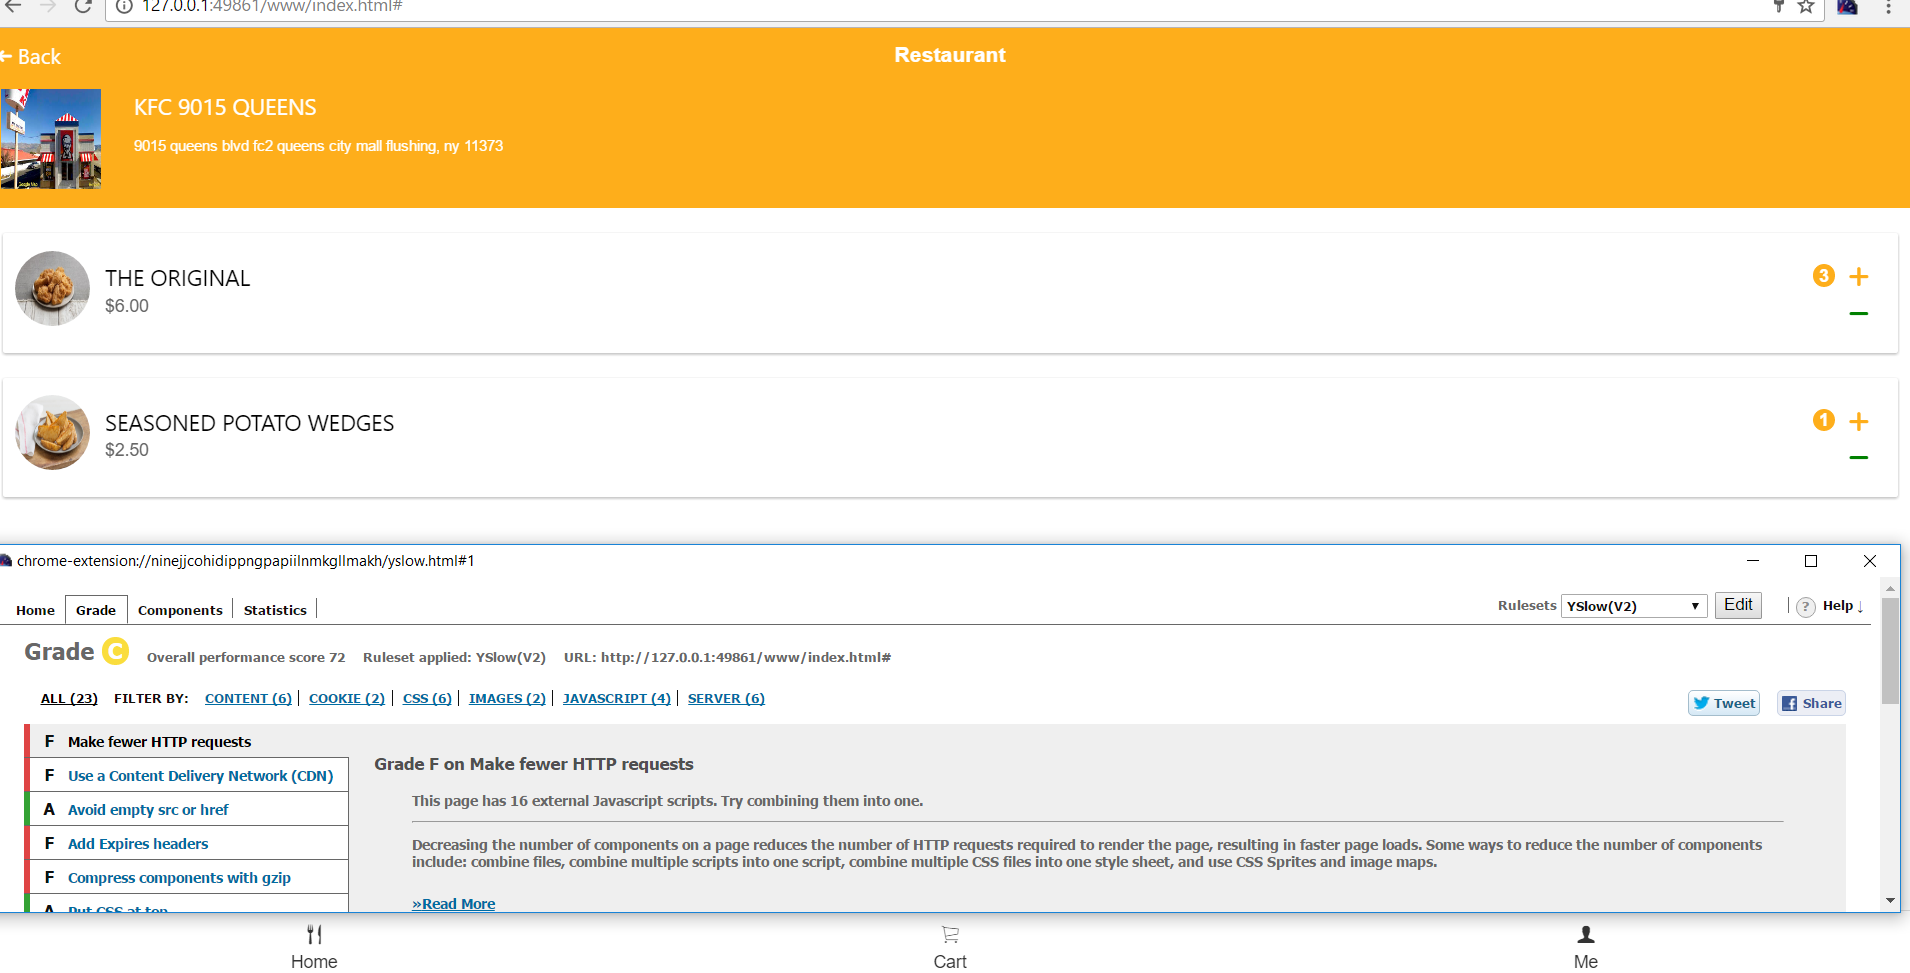 127.0.0.1:49861/www/index.html#
Back
Restaurant
KFC 9015 QUEENS
9015 queens blvd fc2 queens city mall flushing, ny 11373
THE ORIGINAL
$6.00
3
SEASONED POTATO WEDGES
$2.50
1
chrome-extension://ninejjcohidippngpapiilnmkgllmakh/yslow.html#1
Home Grade Components Statistics
Rulesets YSlow(V2) Edit ? Help ↓
Grade C Overall performance score 72 Ruleset applied: YSlow(V2) URL: http://127.0.0.1:49861/www/index.html#
ALL (23) FILTER BY: CONTENT (6) COOKIE (2) CSS (6) IMAGES (2) JAVASCRIPT (4) SERVER (6)
Tweet Share
F Make fewer HTTP requests
F Use a Content Delivery Network (CDN)
A Avoid empty src or href
F Add Expires headers
F Compress components with gzip
A Put CSS at top
Grade F on Make fewer HTTP requests
This page has 16 external Javascript scripts. Try combining them into one.
Decreasing the number of components on a page reduces the number of HTTP requests required to render the page, resulting in faster page loads. Some ways to reduce the number of components
include: combine files, combine multiple scripts into one script, combine multiple CSS files into one style sheet, and use CSS Sprites and image maps.
»Read More
Home
Cart
Me